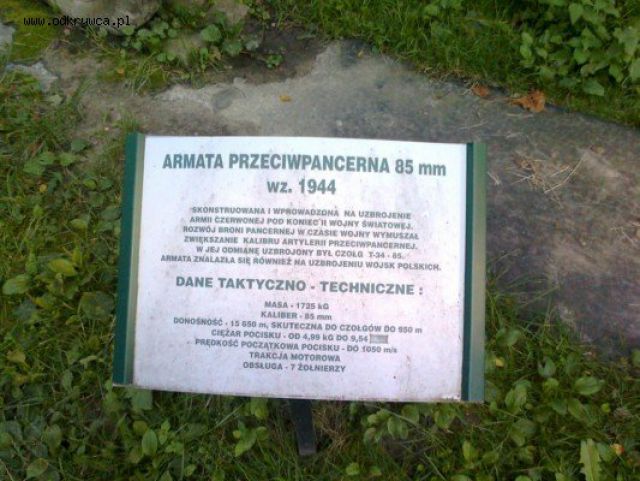 www.odkrywca.pl
ARMATA PRZECIWPANCERNA 85 mm
wz. 1944
SKONSTRUOWANA I WPROWADZONA NA UZBROJENIE
ARMII CZERWONEJ POD KONIEC II WOJNY ŚWIATOWEJ.
ROZWÓJ BRONI PANCERNEJ W CZASIE WOJNY WYMUSZAŁ
ZWIĘKSZANIE KALIBRU ARTYLERII PRZECIWPANCERNEJ.
W JEJ ODMIANĘ UZBROJONY BYŁ CZOŁG T-34 - 85.
ARMATA ZNALAZŁA SIĘ RÓWNIEŻ NA UZBROJENIU WOJSK POLSKICH.
DANE TAKTYCZNO - TECHNICZNE :
MASA - 1725 kG
KALIBER - 85 mm
DONOŚNOŚĆ - 15 650 m, SKUTECZNA DO CZOŁGÓW DO 950 m
CIĘŻAR POCISKU - OD 4,99 kG DO 9,54
PRĘDKOŚĆ POCZĄTKOWA POCISKU - DO 1050 m/s
TRAKCJA MOTOROWA
OBSŁUGA - 7 ŻOŁNIERZY